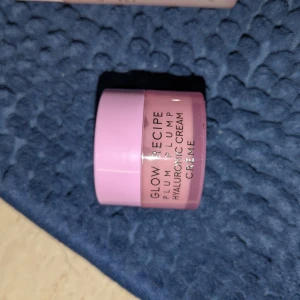 GLOW RECIPE
PLUM PLUMP
HYALURONIC CREAM
CRÈME